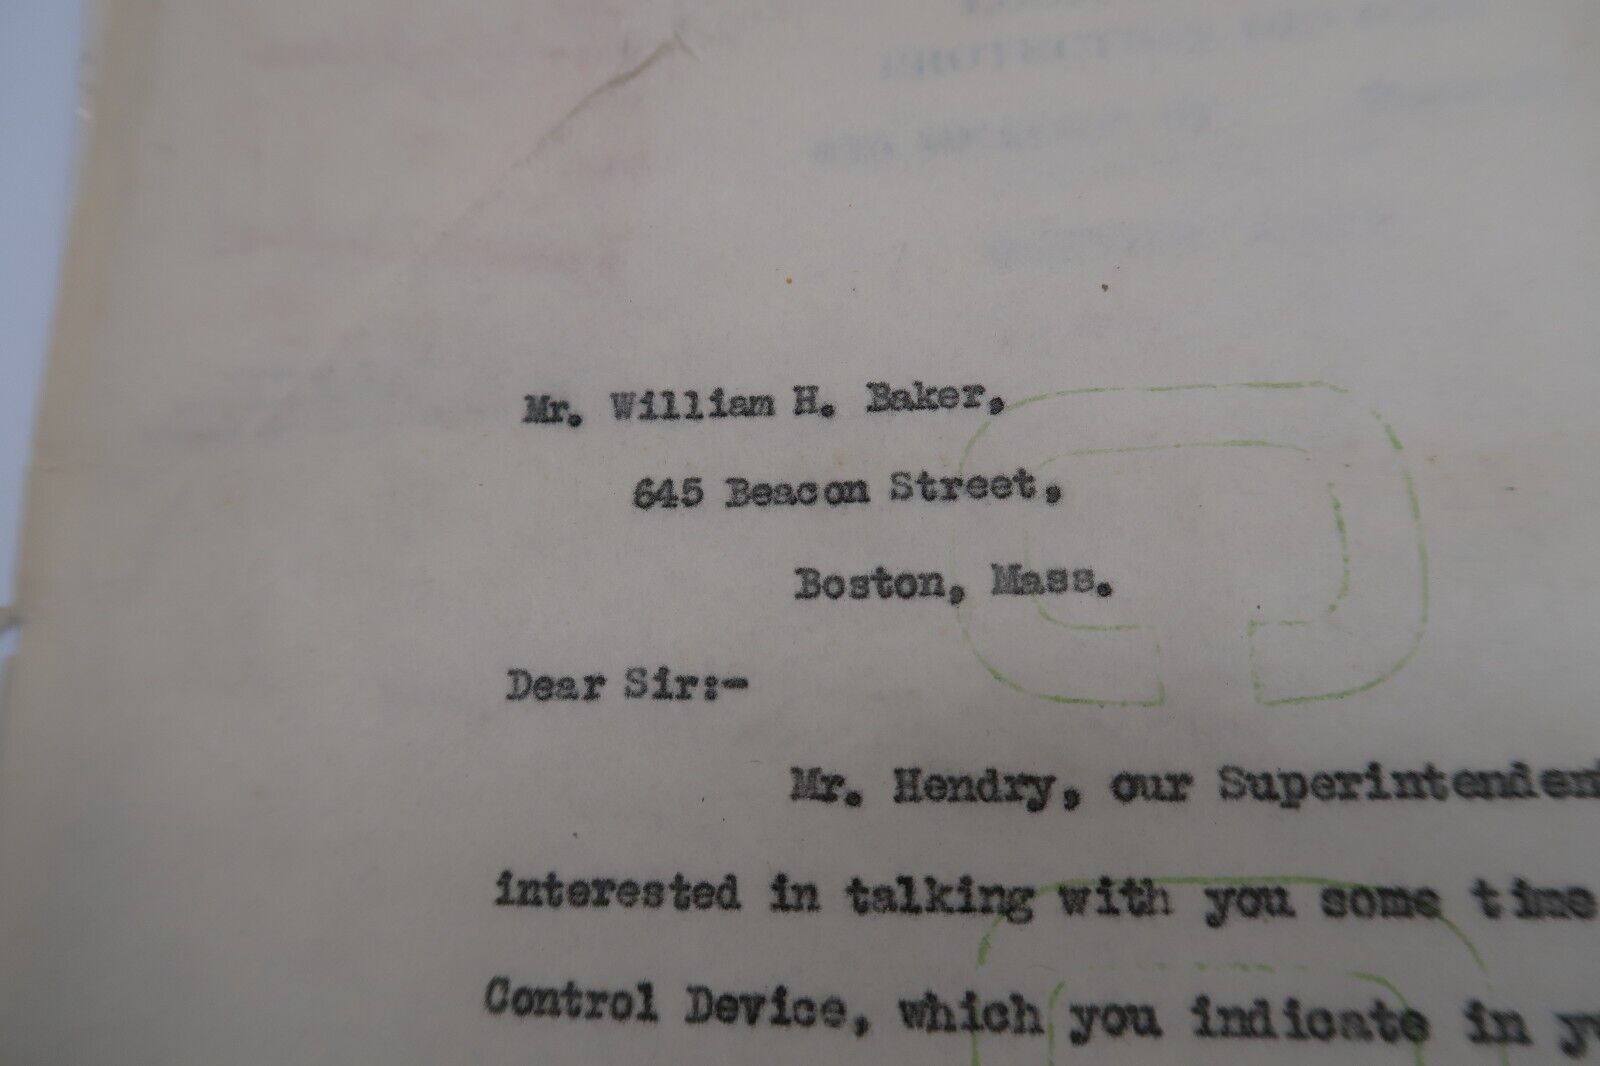 Mr. William H. Baker,
645 Beacon Street,
Boston, Mass.
Dear Sir:-
Mr. Hendry, our Superintendent
interested in talking with you some time
Control Device, which you indicate in